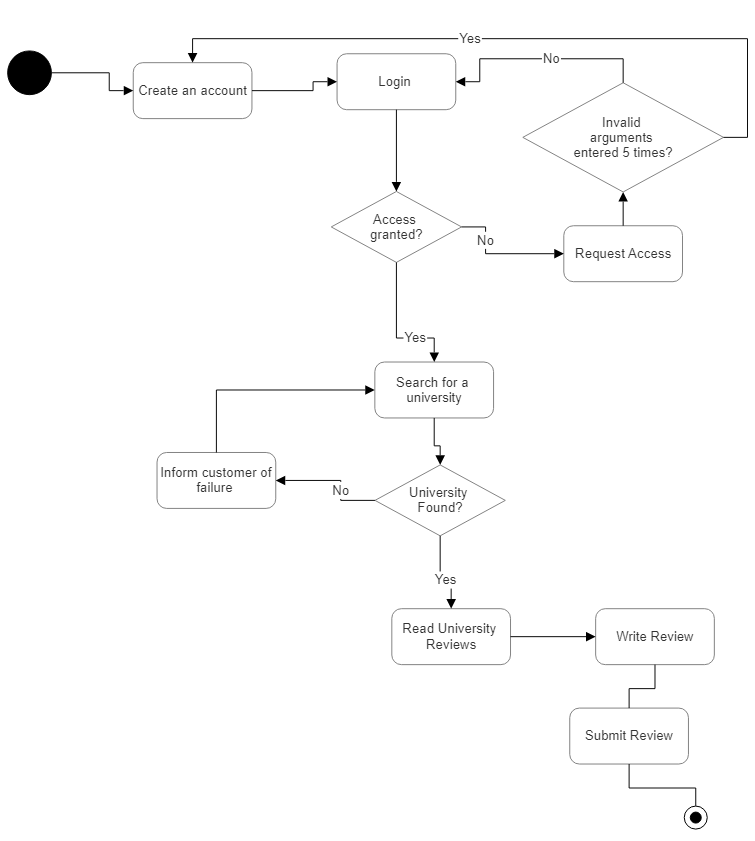 Yes
No
Create an account
Login
Invalid
arguments
entered 5 times?
Access
granted?
No
Request Access
Yes
Search for a
university
Inform customer of
failure
No
University
Found?
Yes
Read University
Reviews
Write Review
Submit Review